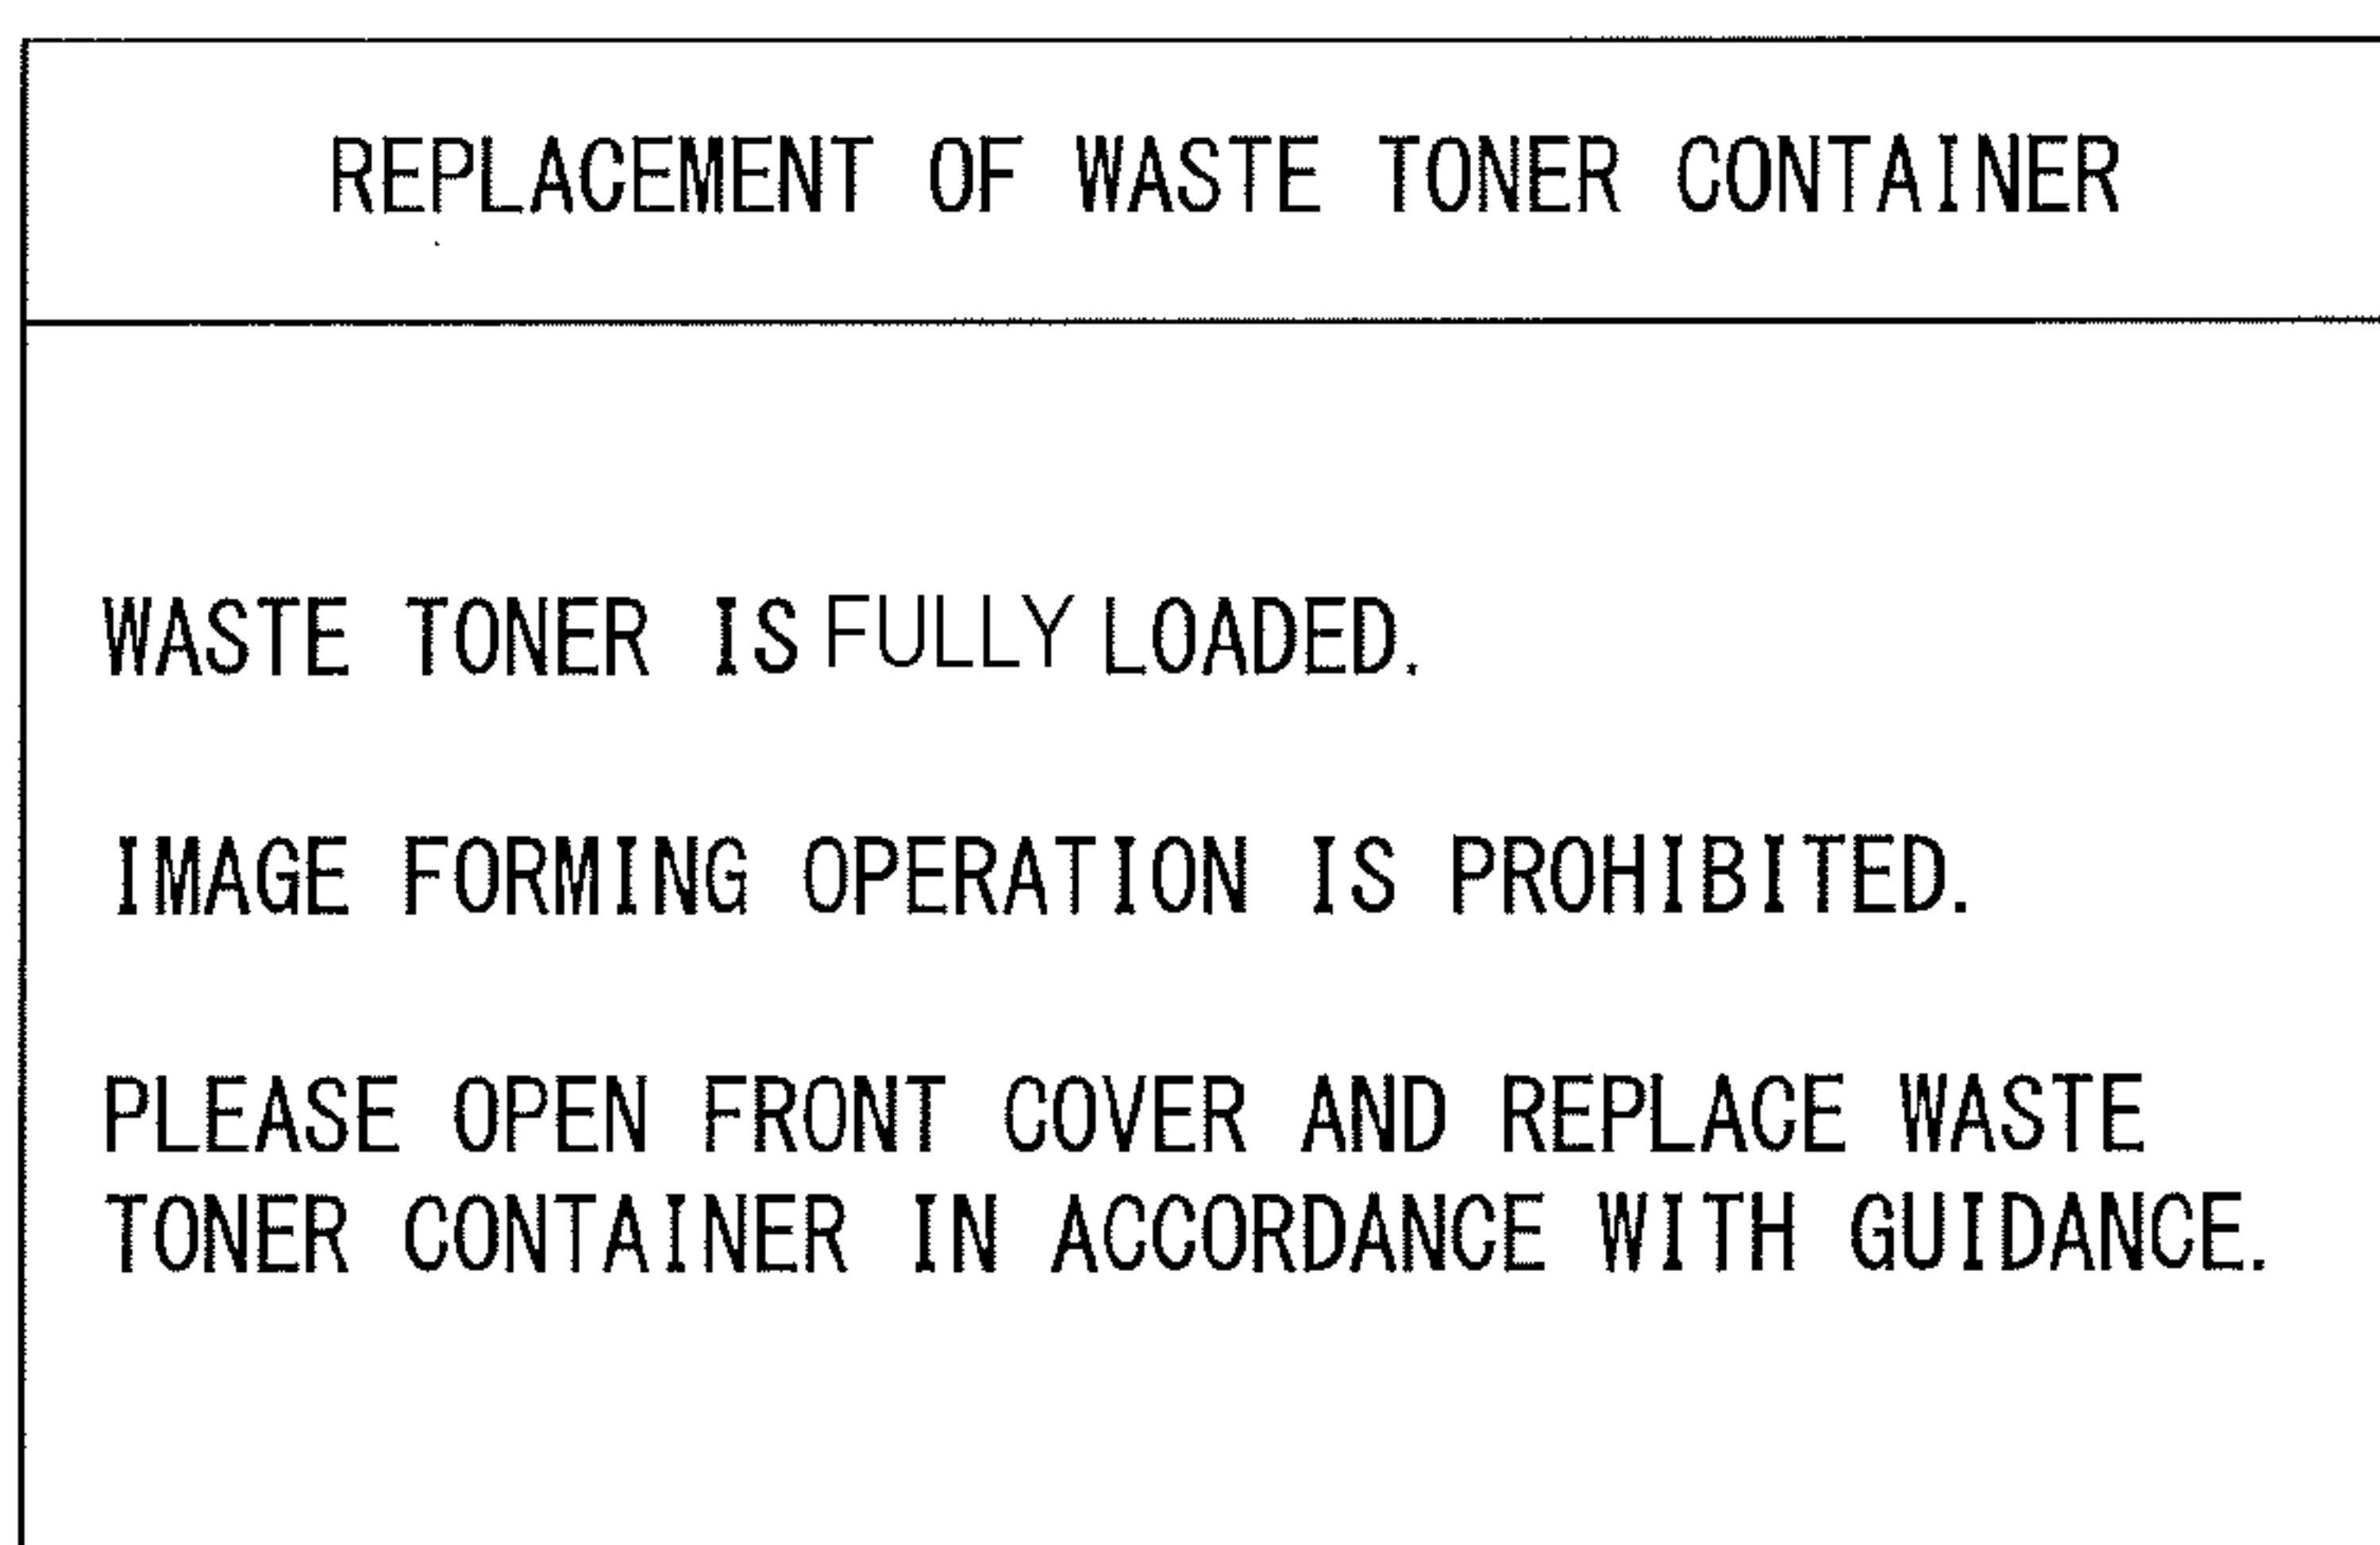 REPLACEMENT OF WASTE TONER CONTAINER
WASTE TONER IS FULLY LOADED.
IMAGE FORMING OPERATION IS PROHIBITED.
PLEASE OPEN FRONT COVER AND REPLACE WASTE
TONER CONTAINER IN ACCORDANCE WITH GUIDANCE.